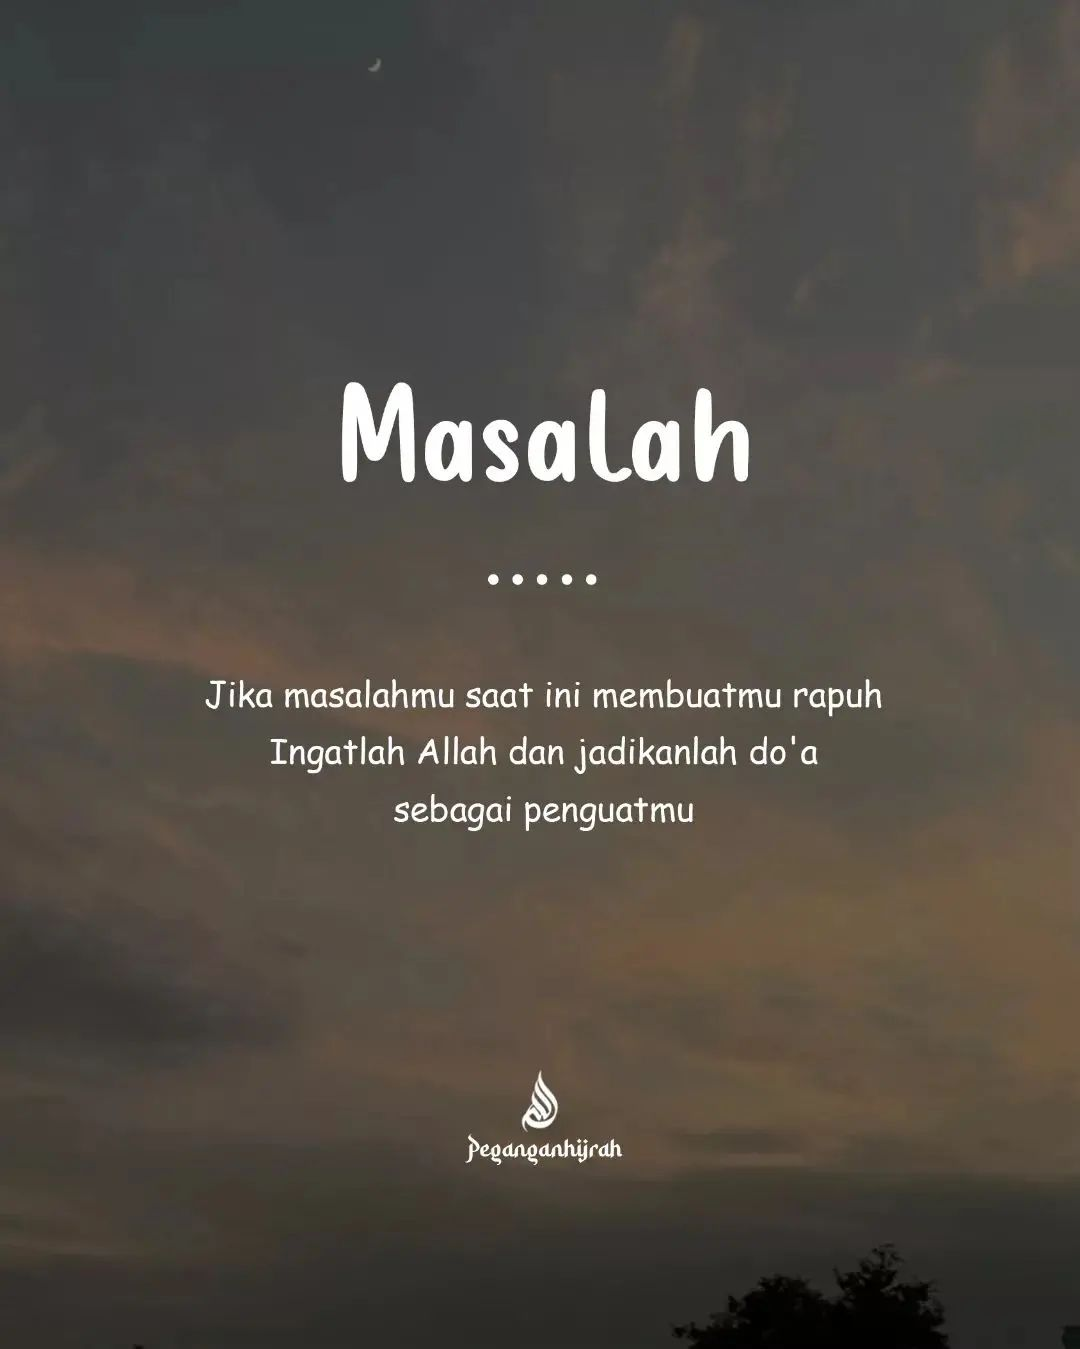 Masalah
.....
Jika masalahmu saat ini membuatmu rapuh
Ingatlah Allah dan jadikanlah do'a
sebagai penguatmu
Peganganhijrah